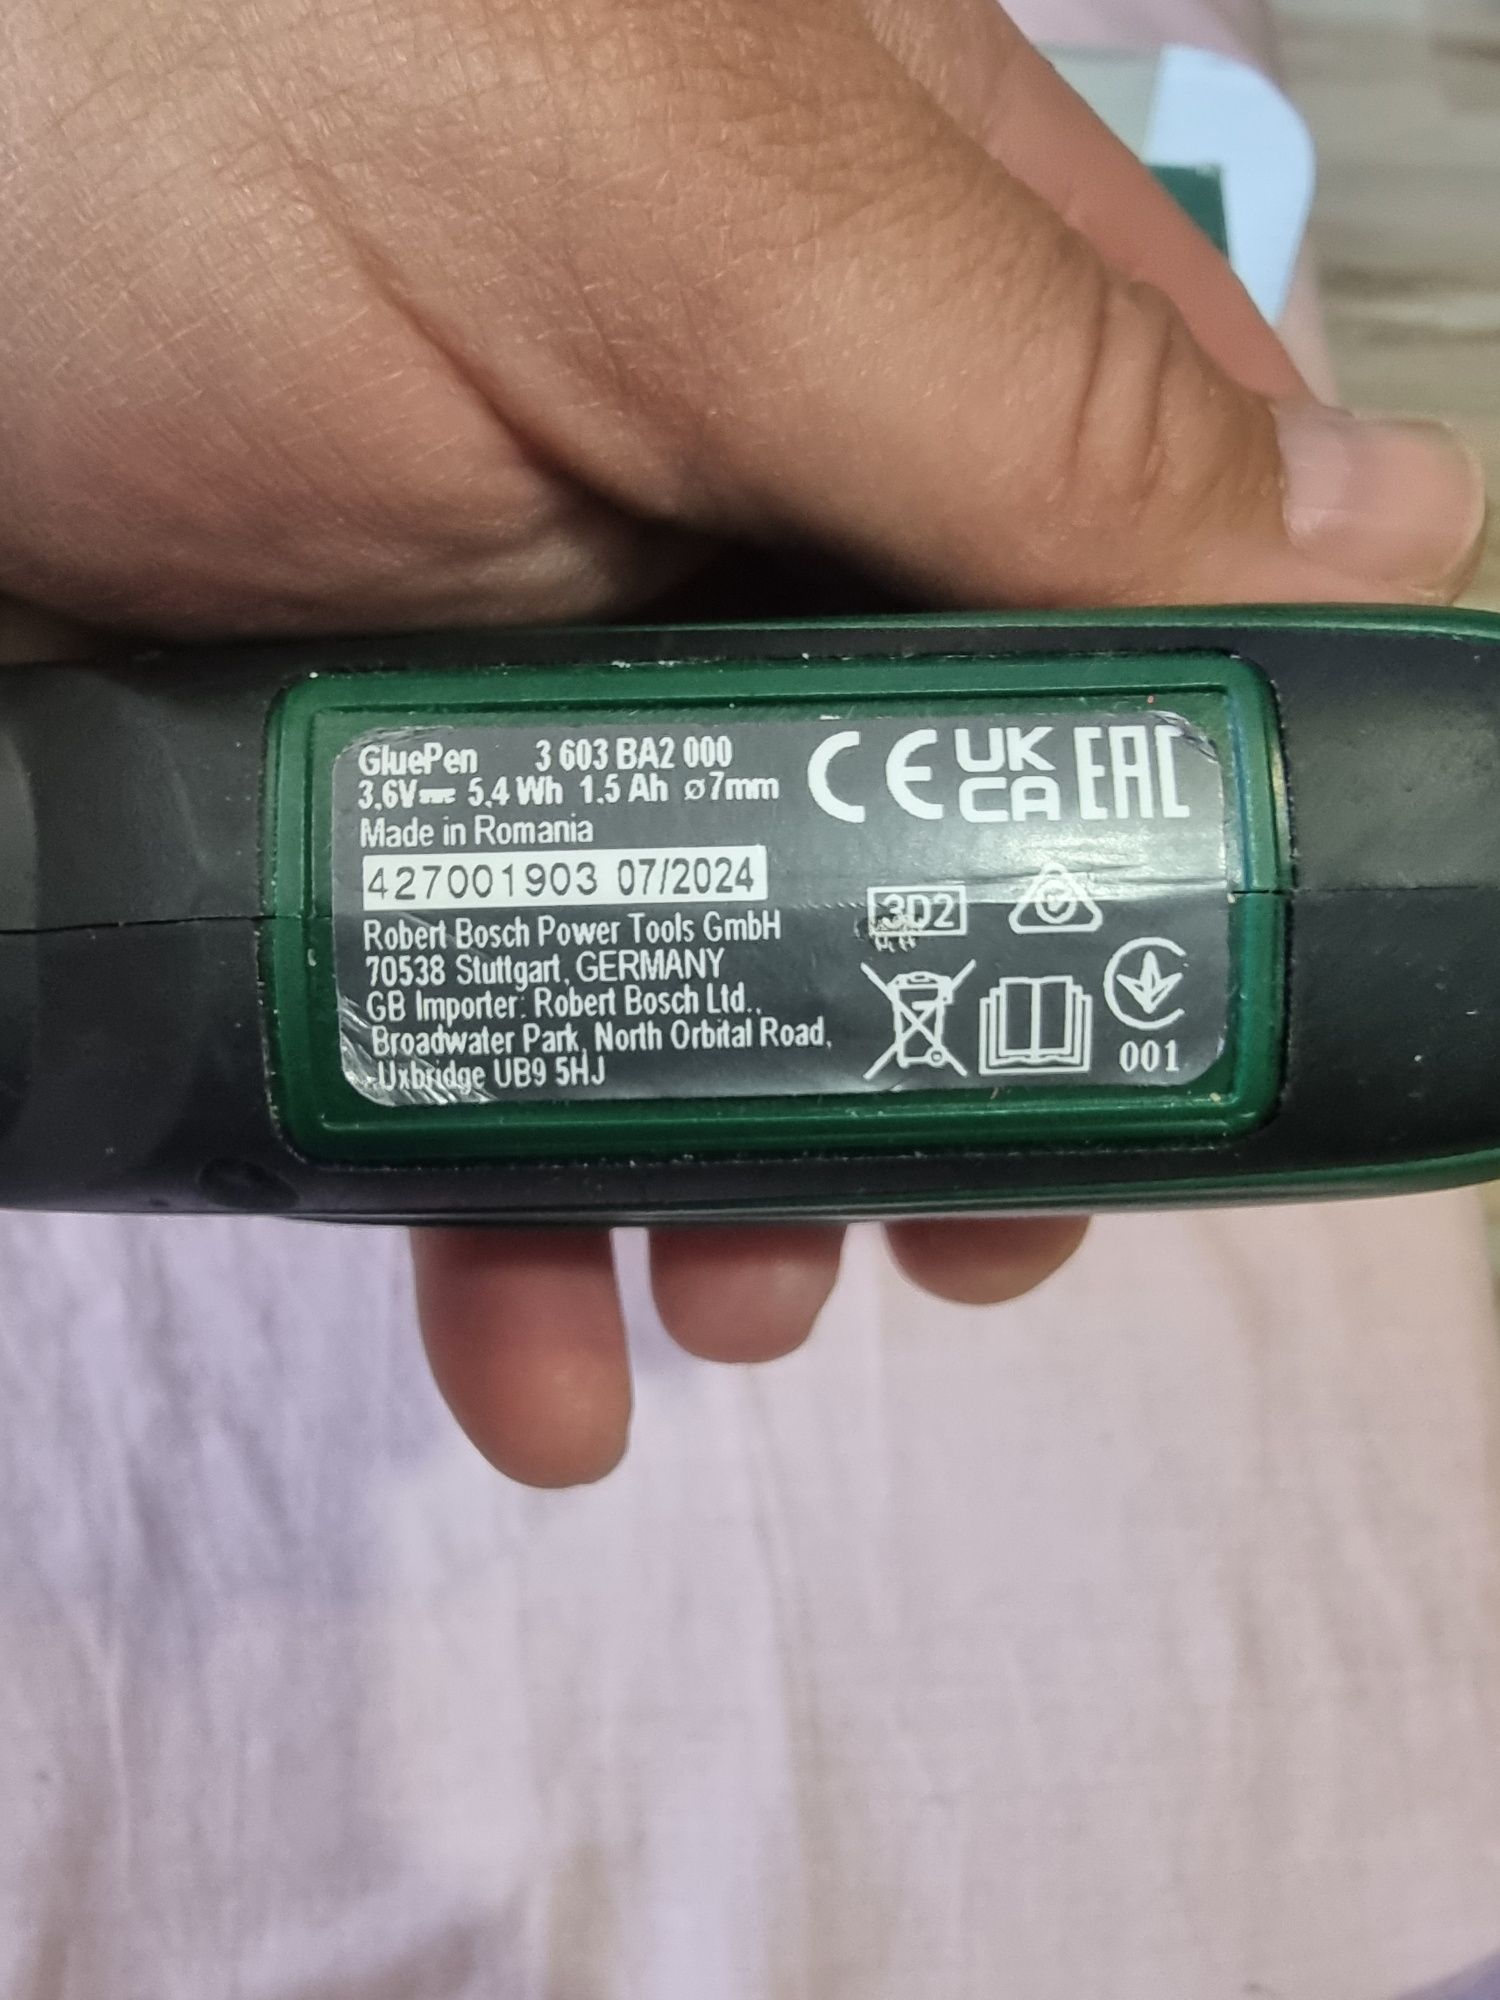 GluePen 3 603 BA2 000
3.6V⎓ 5.4 Wh 1.5 Ah ⌀7mm
Made in Romania
427001903 07/2024
Robert Bosch Power Tools GmbH
70538 Stuttgart, GERMANY
GB Importer: Robert Bosch Ltd.,
Broadwater Park, North Orbital Road,
Uxbridge UB9 5HJ
CE UK CA EAC
3D2
001